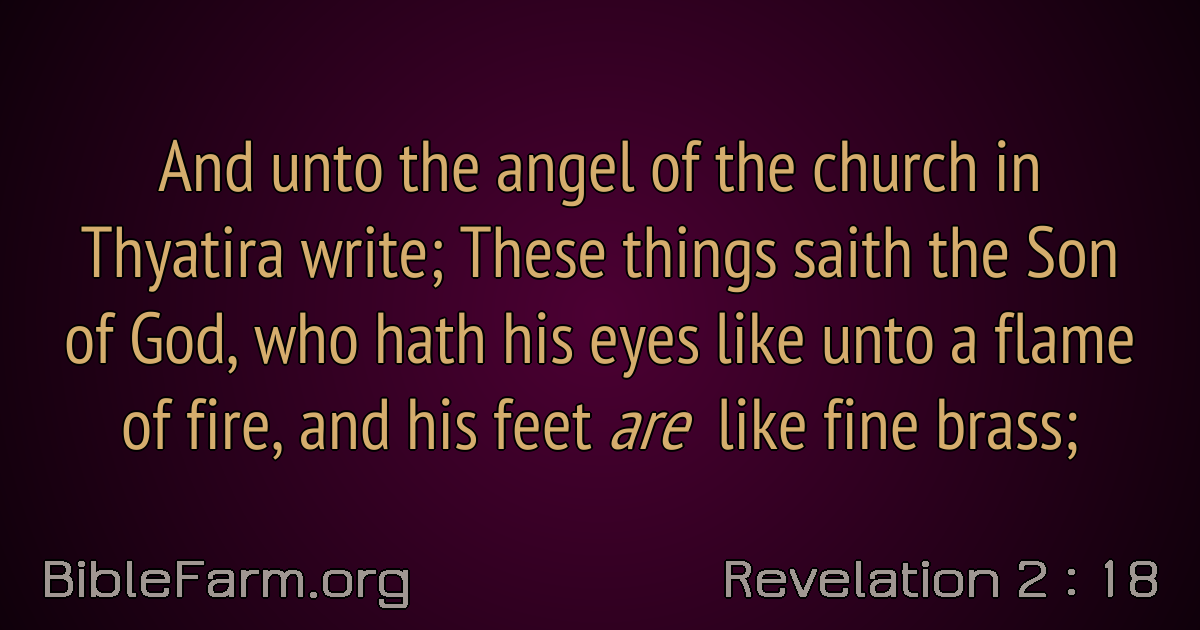 And unto the angel of the church in
Thyatira write; These things saith the Son
of God, who hath his eyes like unto a flame
of fire, and his feet are like fine brass;
BibleFarm.org
Revelation 2 : 18